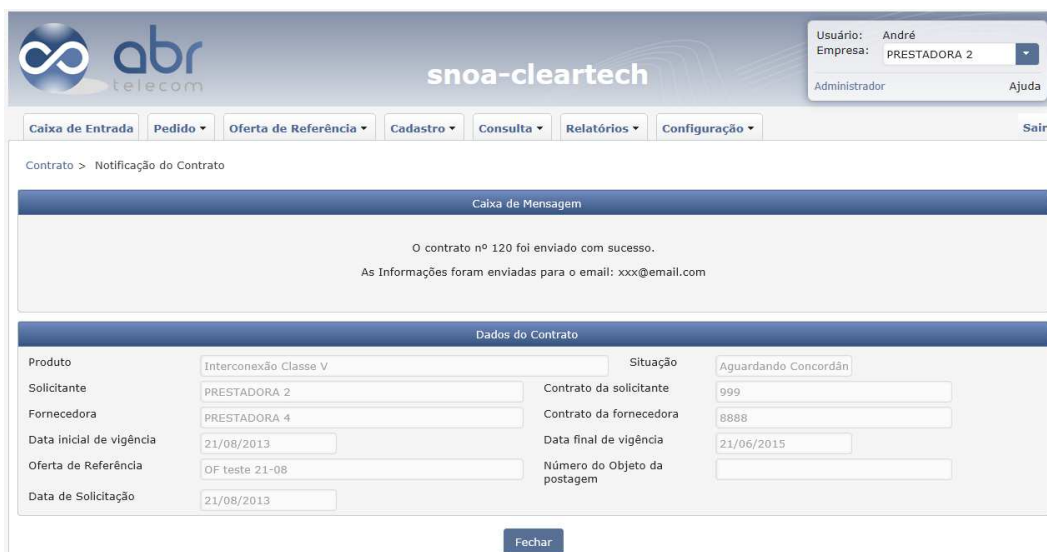 abr
telecom
snoa-cleartech
Usuário: André
Empresa: PRESTADORA 2
Administrador Ajuda
Caixa de Entrada Pedido Oferta de Referência Cadastro Consulta Relatórios Configuração Sair
Contrato > Notificação do Contrato
Caixa de Mensagem
O contrato nº 120 foi enviado com sucesso.
As Informações foram enviadas para o email: xxx@email.com
Dados do Contrato
Produto Interconexão Classe V Situação Aguardando Concordân
Solicitante PRESTADORA 2 Contrato da solicitante 999
Fornecedora PRESTADORA 4 Contrato da fornecedora 8888
Data inicial de vigência 21/08/2013 Data final de vigência 21/06/2015
Oferta de Referência OF teste 21-08 Número do Objeto da
postagem
Data de Solicitação 21/08/2013
Fechar